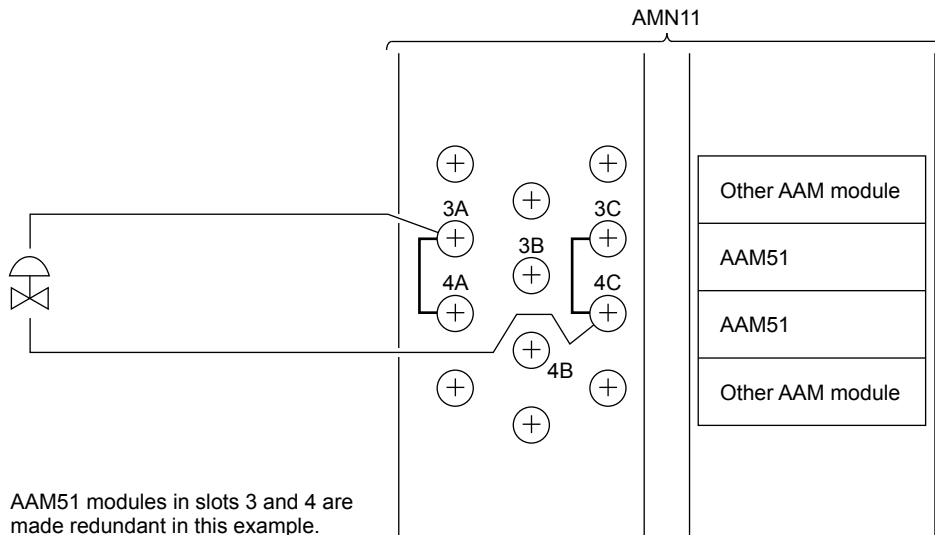 AMN11
Other AAM module
3A
3C
3B
AAM51
4A
4C
AAM51
4B
Other AAM module
AAM51 modules in slots 3 and 4 are
made redundant in this example.